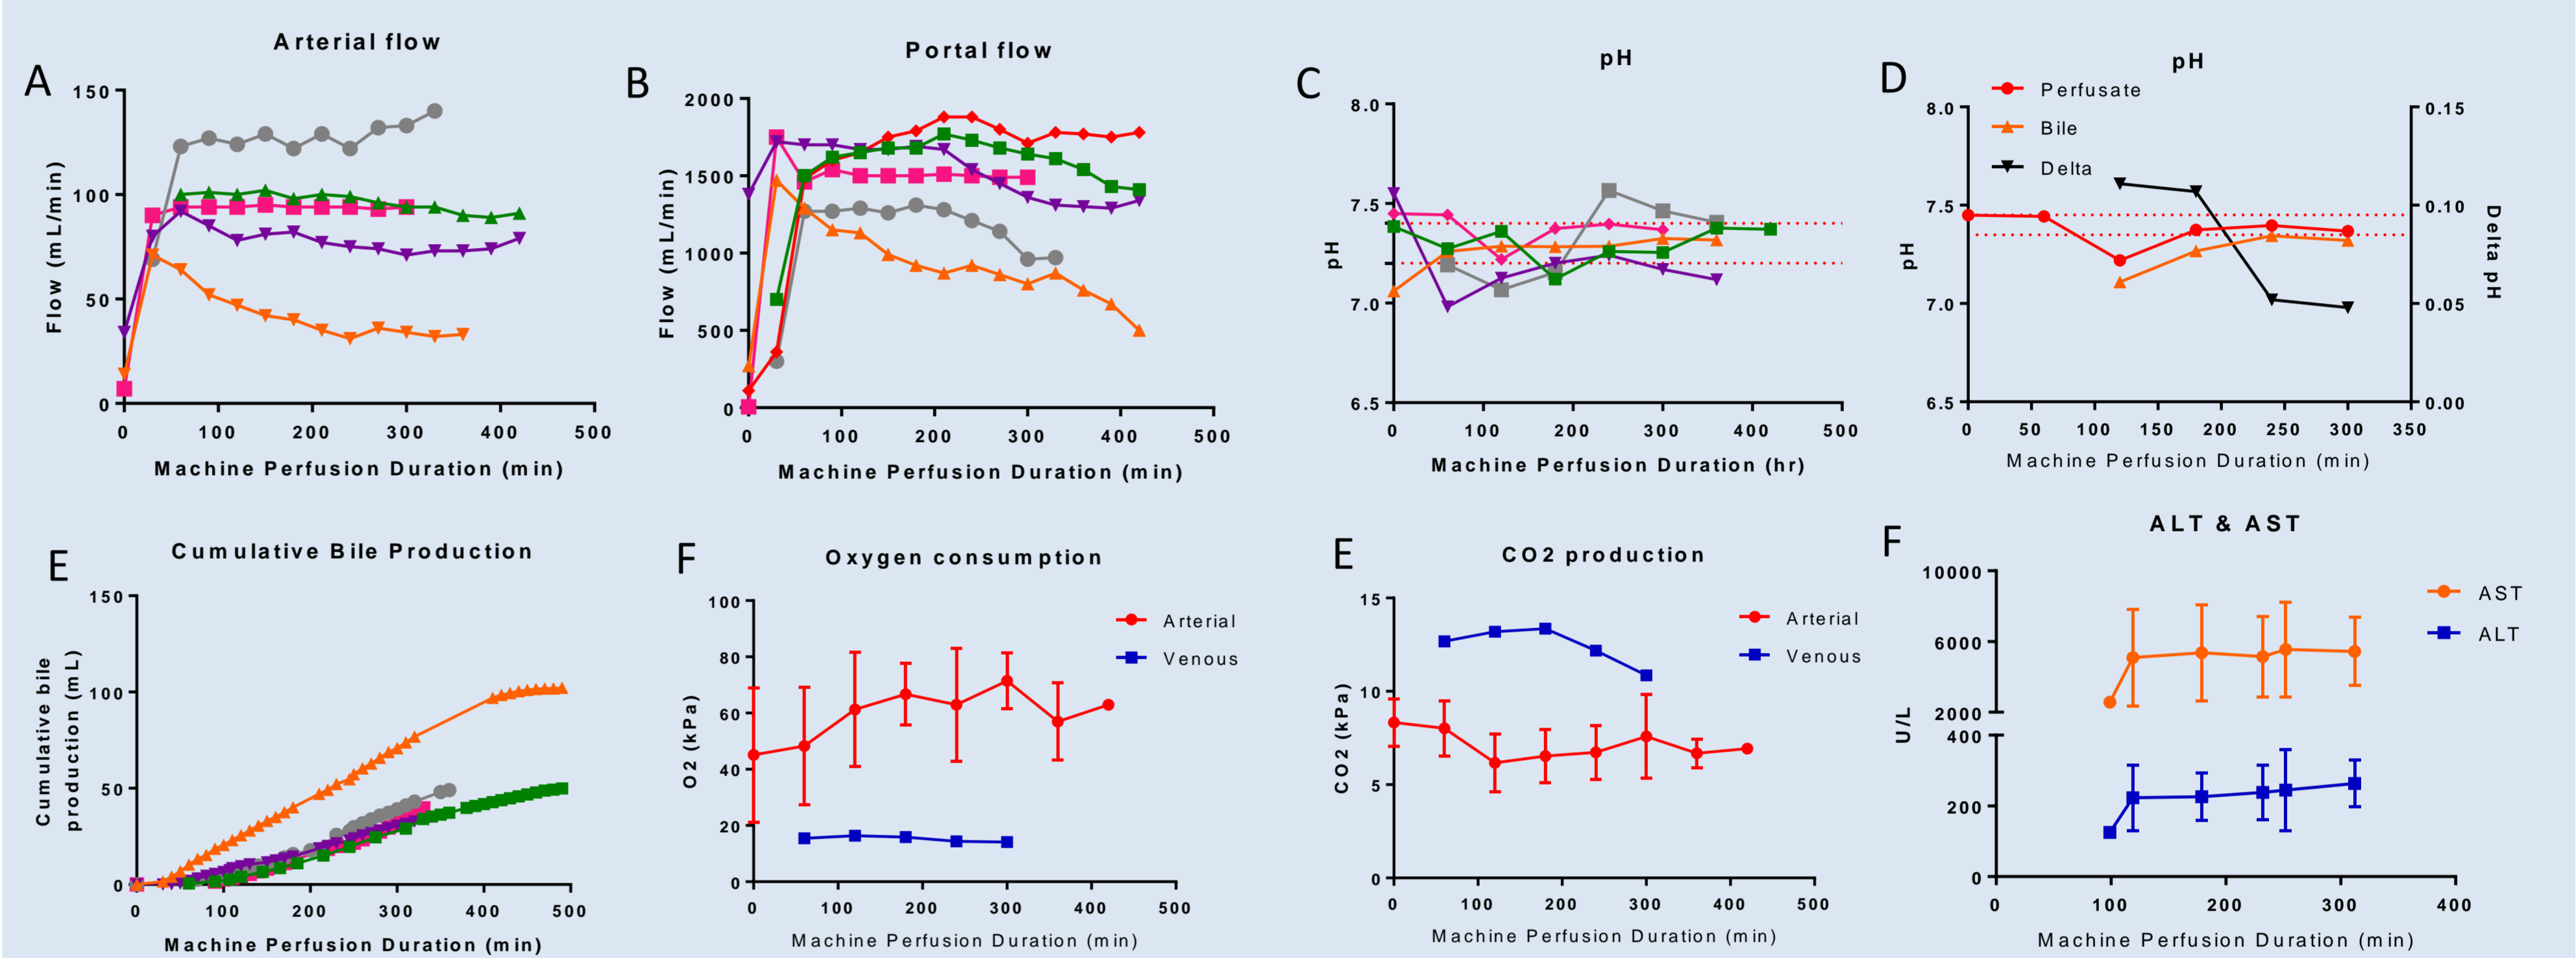 A
Arterial flow
Flow (mL/min)
150
100
50
0
0 100 200 300 400 500
Machine Perfusion Duration (min)
B
Portal flow
Flow (mL/min)
2000
1500
1000
500
0
0 100 200 300 400 500
Machine Perfusion Duration (min)
C
pH
pH
8.0
7.5
7.0
6.5
0 100 200 300 400 500
Machine Perfusion Duration (hr)
D
pH
Perfusate
Bile
Delta
pH
8.0
7.5
7.0
6.5
0.15
0.10
0.05
0.00
Delta pH
0 50 100 150 200 250 300 350
Machine Perfusion Duration (min)
E
Cumulative Bile Production
Cumulative bile
production (mL)
150
100
50
0
0 100 200 300 400 500
Machine Perfusion Duration (min)
F
Oxygen consumption
Arterial
Venous
O2 (kPa)
100
80
60
40
20
0
0 100 200 300 400 500
Machine Perfusion Duration (min)
E
CO2 production
Arterial
Venous
CO2 (kPa)
15
10
5
0
0 100 200 300 400 500
Machine Perfusion Duration (min)
F
ALT & AST
AST
ALT
U/L
10000
6000
2000
400
200
0
0 100 200 300 400
Machine Perfusion Duration (min)